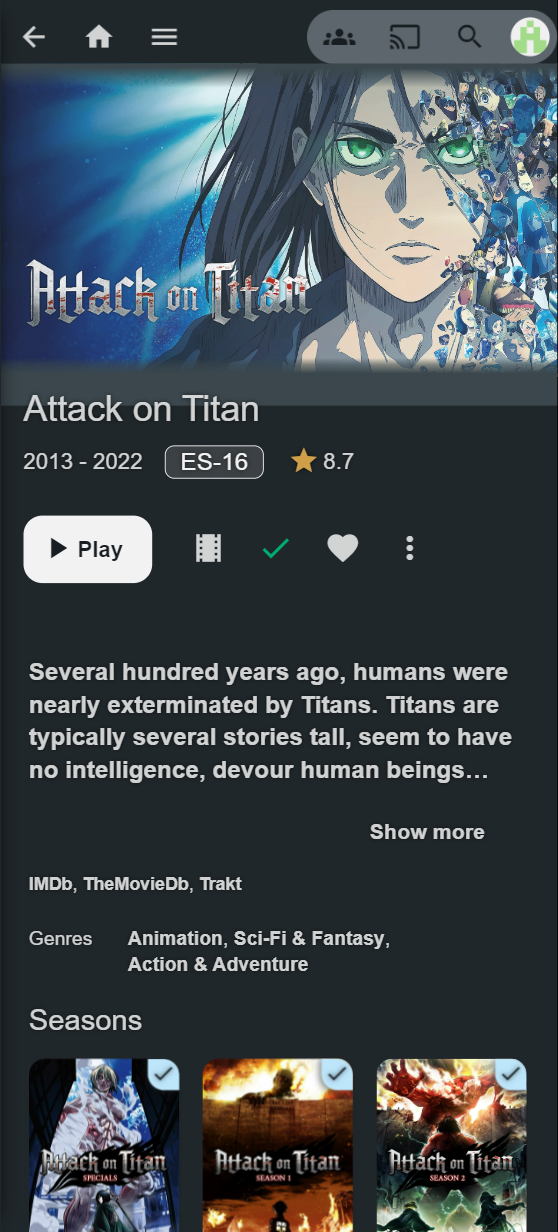 Attack on Titan
Attack on Titan
2013 - 2022 ES-16 8.7
Play
Several hundred years ago, humans were
nearly exterminated by Titans. Titans are
typically several stories tall, seem to have
no intelligence, devour human beings…
Show more
IMDb, TheMovieDb, Trakt
Genres Animation, Sci-Fi & Fantasy,
Action & Adventure
Seasons
Attack on Titan
SPECIALS
Attack on Titan
SEASON 1
Attack on Titan
SEASON 2